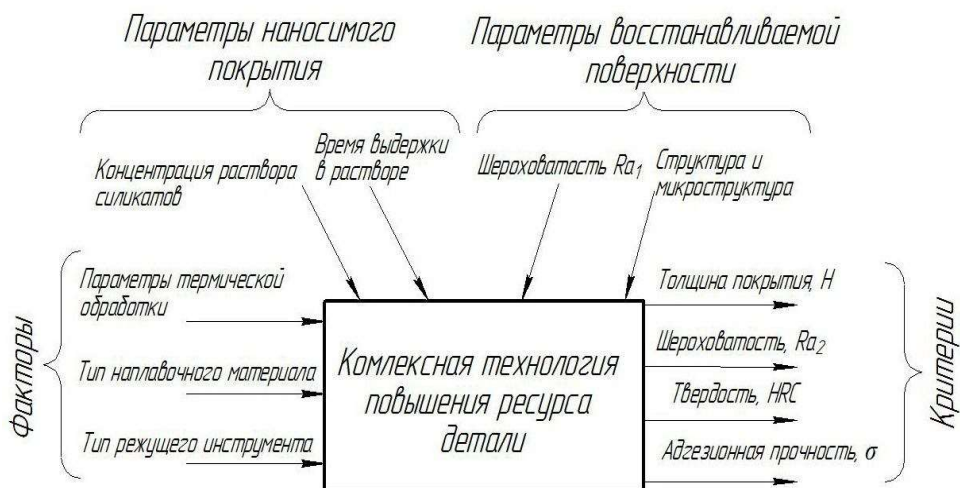 Параметры наносимого
покрытия
Параметры восстанавливаемой
поверхности
Концентрация раствора
силикатов
Время выдержки
в растворе
Шероховатость Ra₁
Структура и
микроструктура
Факторы
Параметры термической
обработки
Тип наплавочного материала
Тип режущего инструмента
Комлексная технология
повышения ресурса
детали
Толщина покрытия, H
Шероховатость, Ra₂
Твердость, HRC
Адгезионная прочность, σ
Критерии